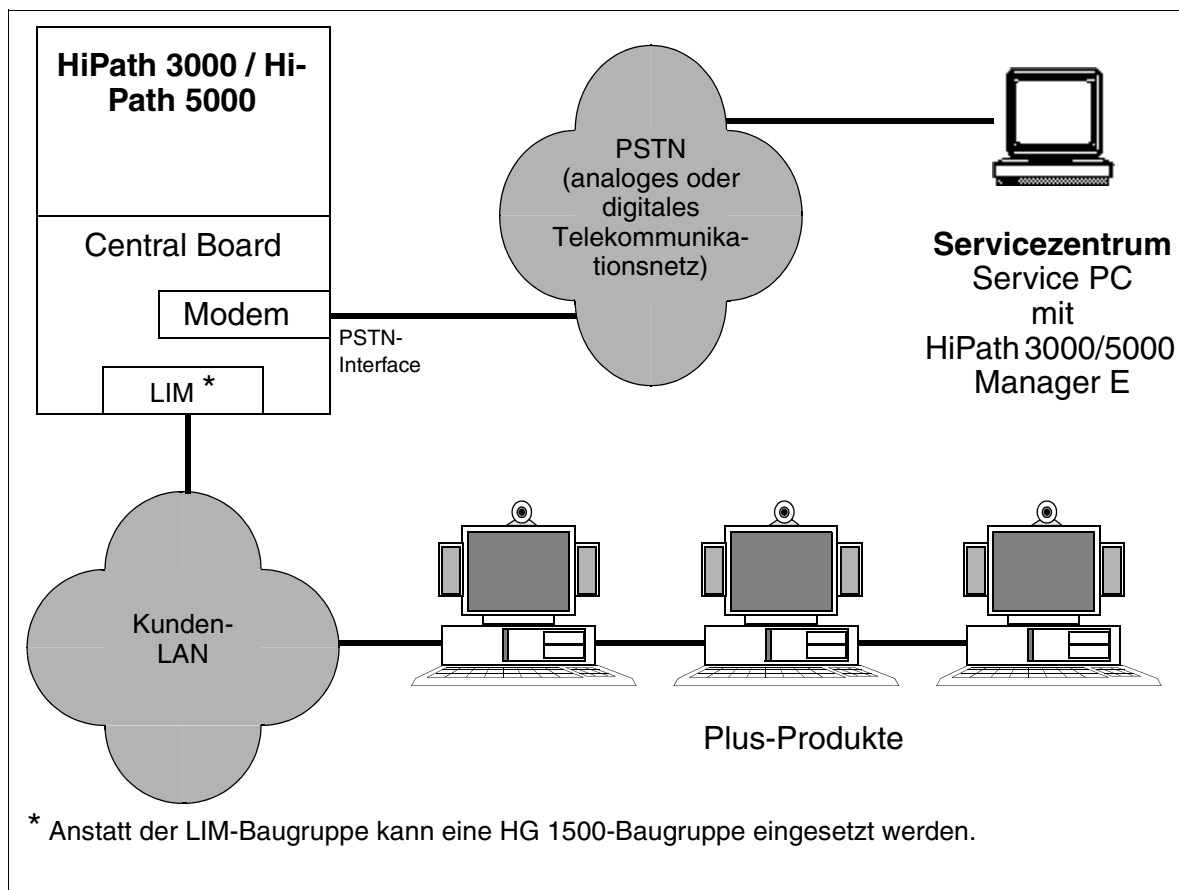 HiPath 3000 / Hi-
Path 5000
Central Board
Modem
PSTN-
Interface
LIM *
PSTN
(analoges oder
digitales
Telekommunika-
tionsnetz)
Servicezentrum
Service PC
mit
HiPath 3000/5000
Manager E
Kunden-
LAN
Plus-Produkte
* Anstatt der LIM-Baugruppe kann eine HG 1500-Baugruppe eingesetzt werden.